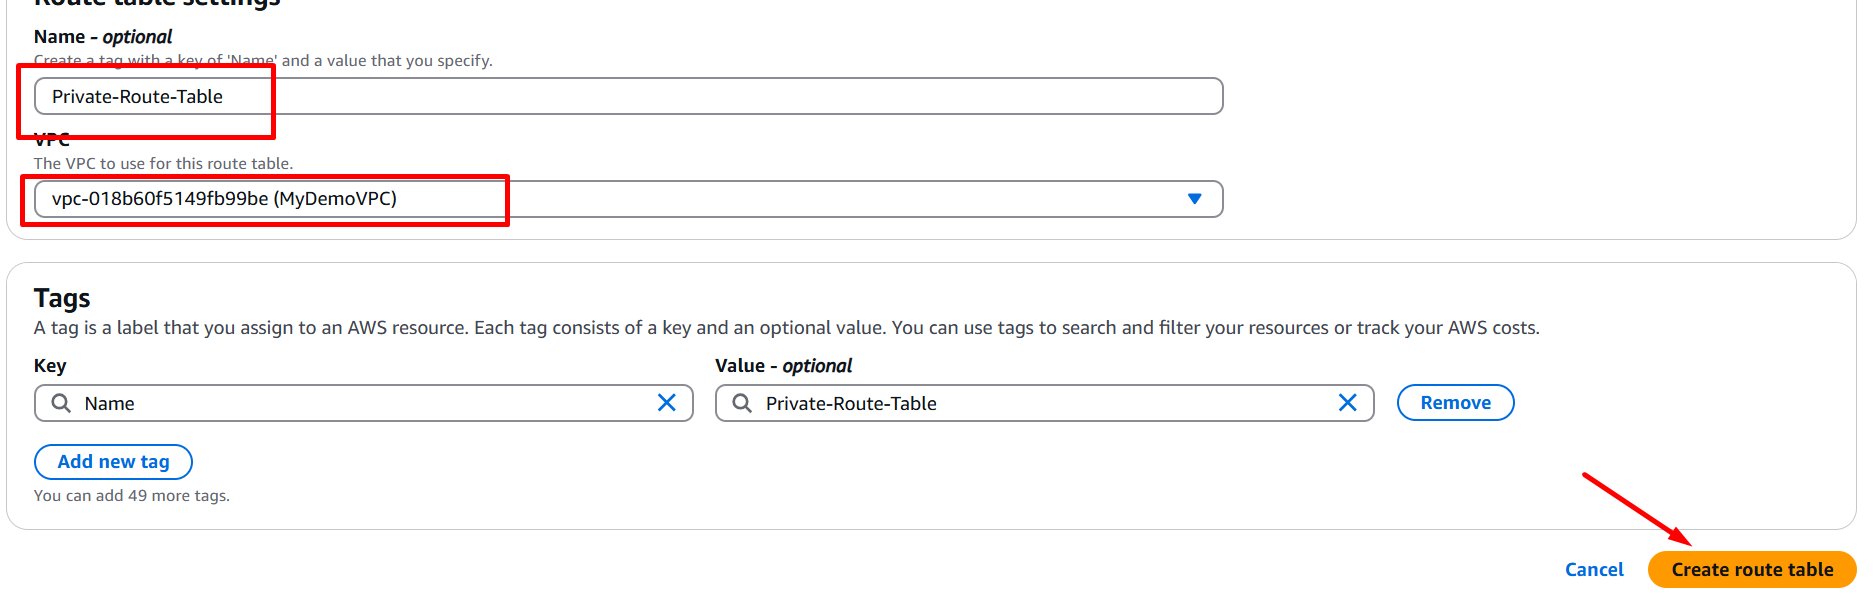 Route table settings
Name - optional
Create a tag with a key of 'Name' and a value that you specify.
Private-Route-Table
VPC
The VPC to use for this route table.
vpc-018b60f5149fb99be (MyDemoVPC)
Tags
A tag is a label that you assign to an AWS resource. Each tag consists of a key and an optional value. You can use tags to search and filter your resources or track your AWS costs.
Key Value - optional
Name Private-Route-Table Remove
Add new tag
You can add 49 more tags.
Cancel Create route table